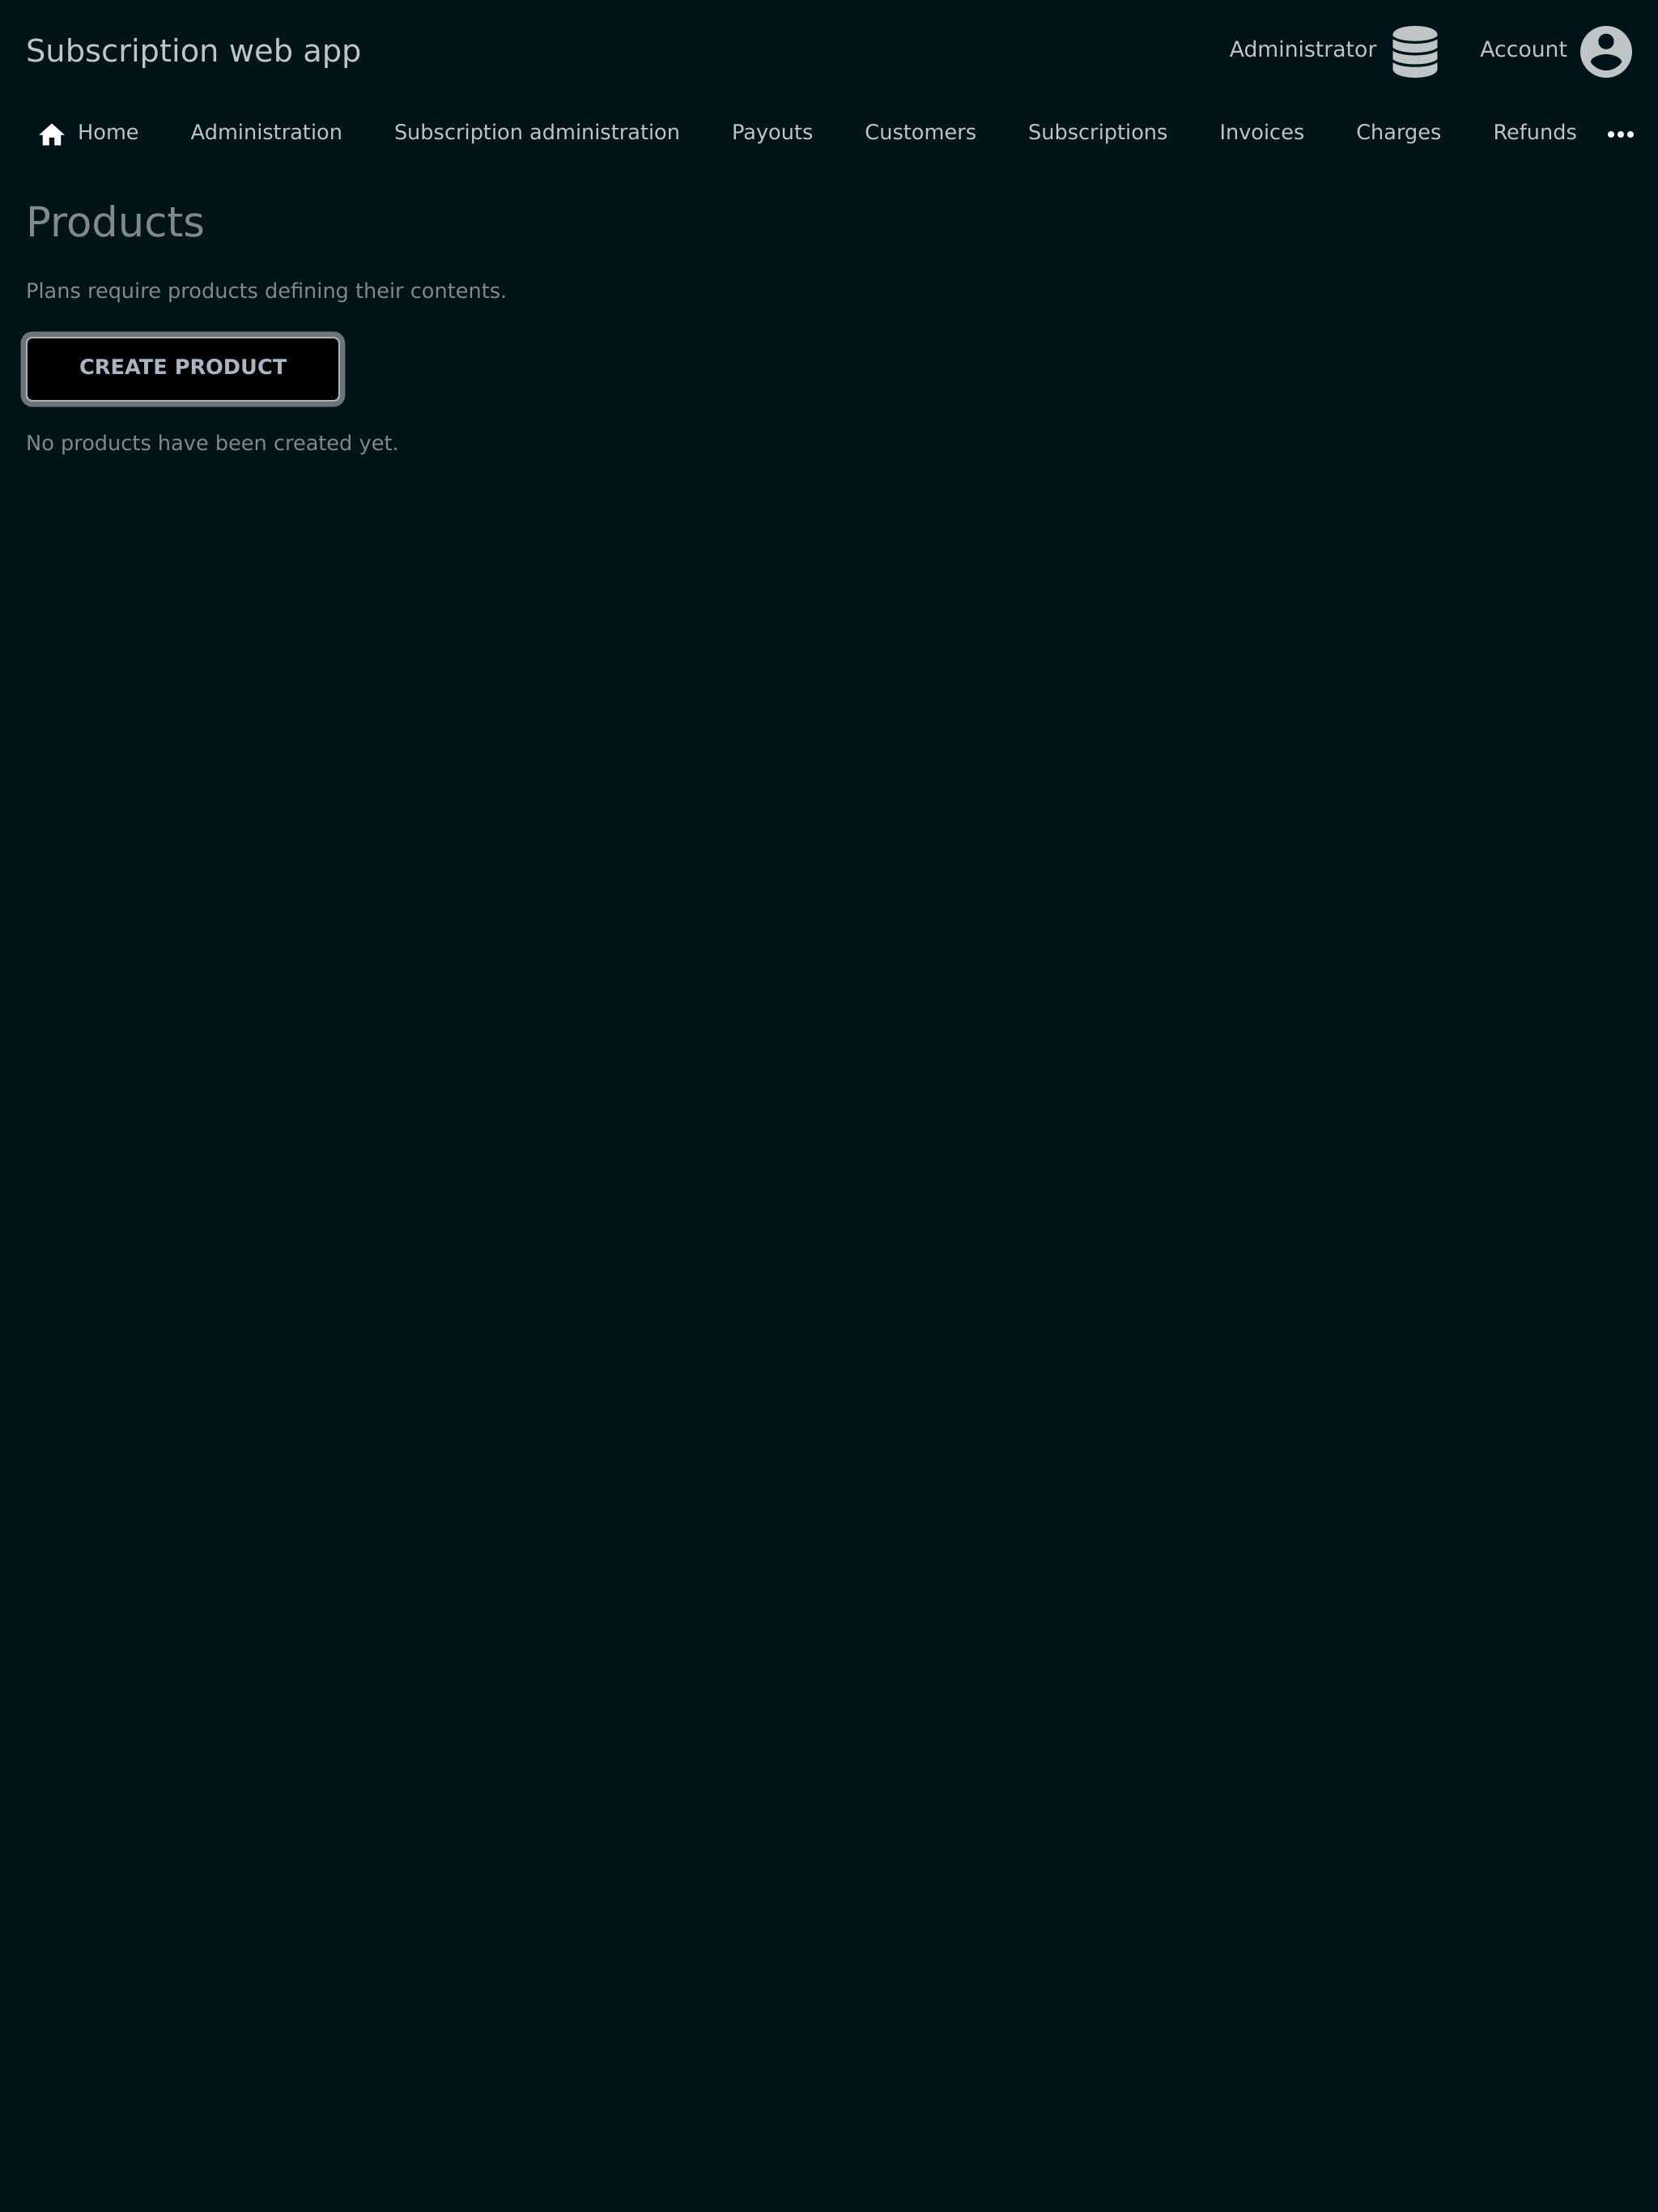 Subscription web app Administrator Account
Home Administration Subscription administration Payouts Customers Subscriptions Invoices Charges Refunds
Products
Plans require products defining their contents.
CREATE PRODUCT
No products have been created yet.